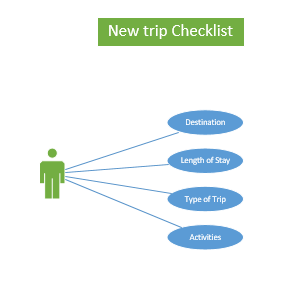 New trip Checklist
Destination
Length of Stay
Type of Trip
Activities